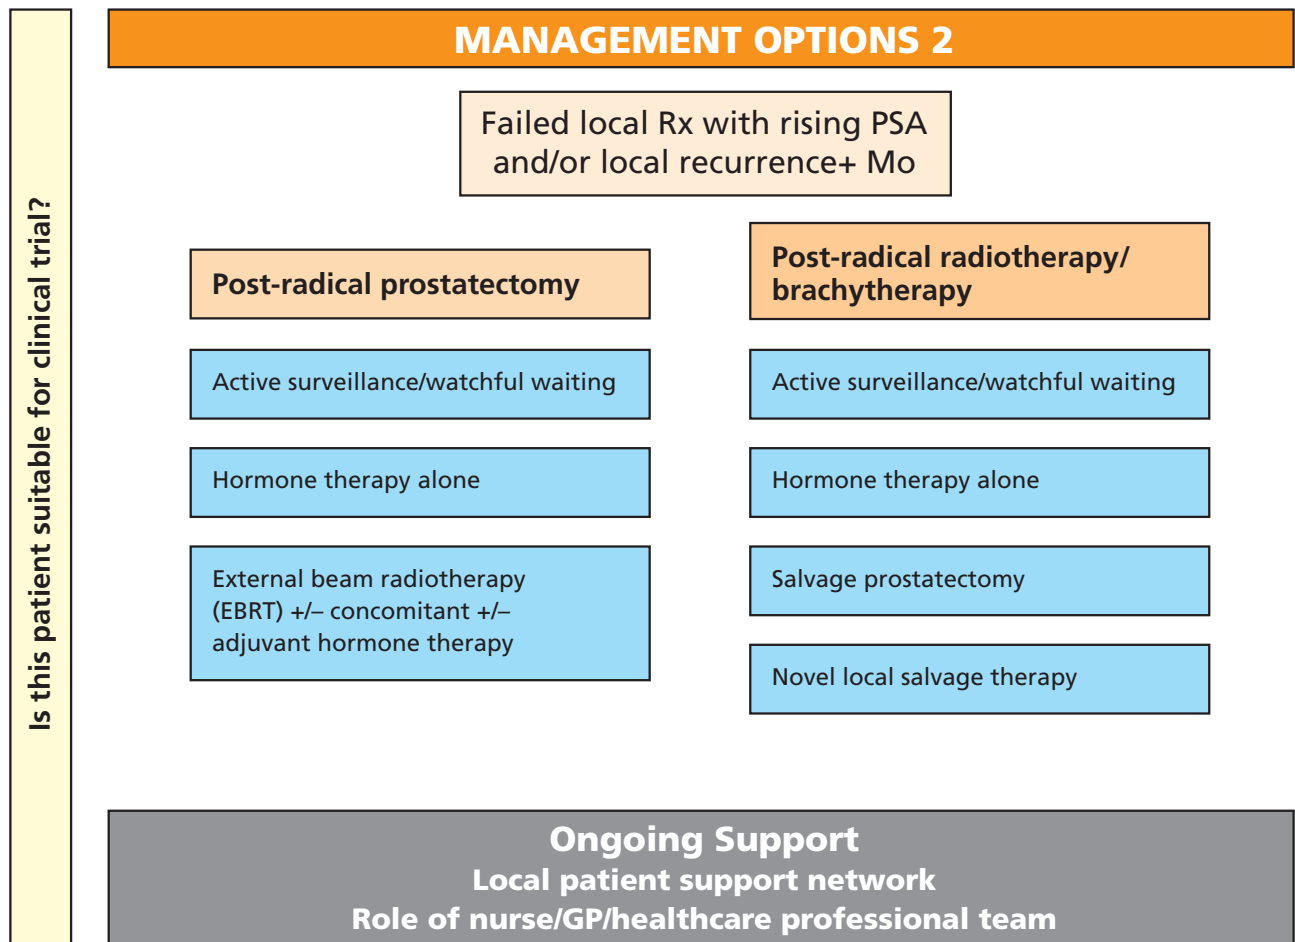 Is this patient suitable for clinical trial?
MANAGEMENT OPTIONS 2
Failed local Rx with rising PSA
and/or local recurrence+ Mo
Post-radical prostatectomy
Active surveillance/watchful waiting
Hormone therapy alone
External beam radiotherapy
(EBRT) +/– concomitant +/–
adjuvant hormone therapy
Post-radical radiotherapy/
brachytherapy
Active surveillance/watchful waiting
Hormone therapy alone
Salvage prostatectomy
Novel local salvage therapy
Ongoing Support
Local patient support network
Role of nurse/GP/healthcare professional team